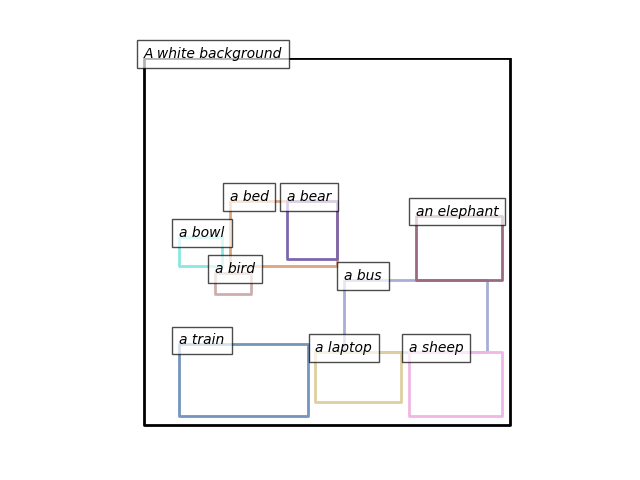 A white background
a bed
a bear
an elephant
a bowl
a bird
a bus
a train
a laptop
a sheep